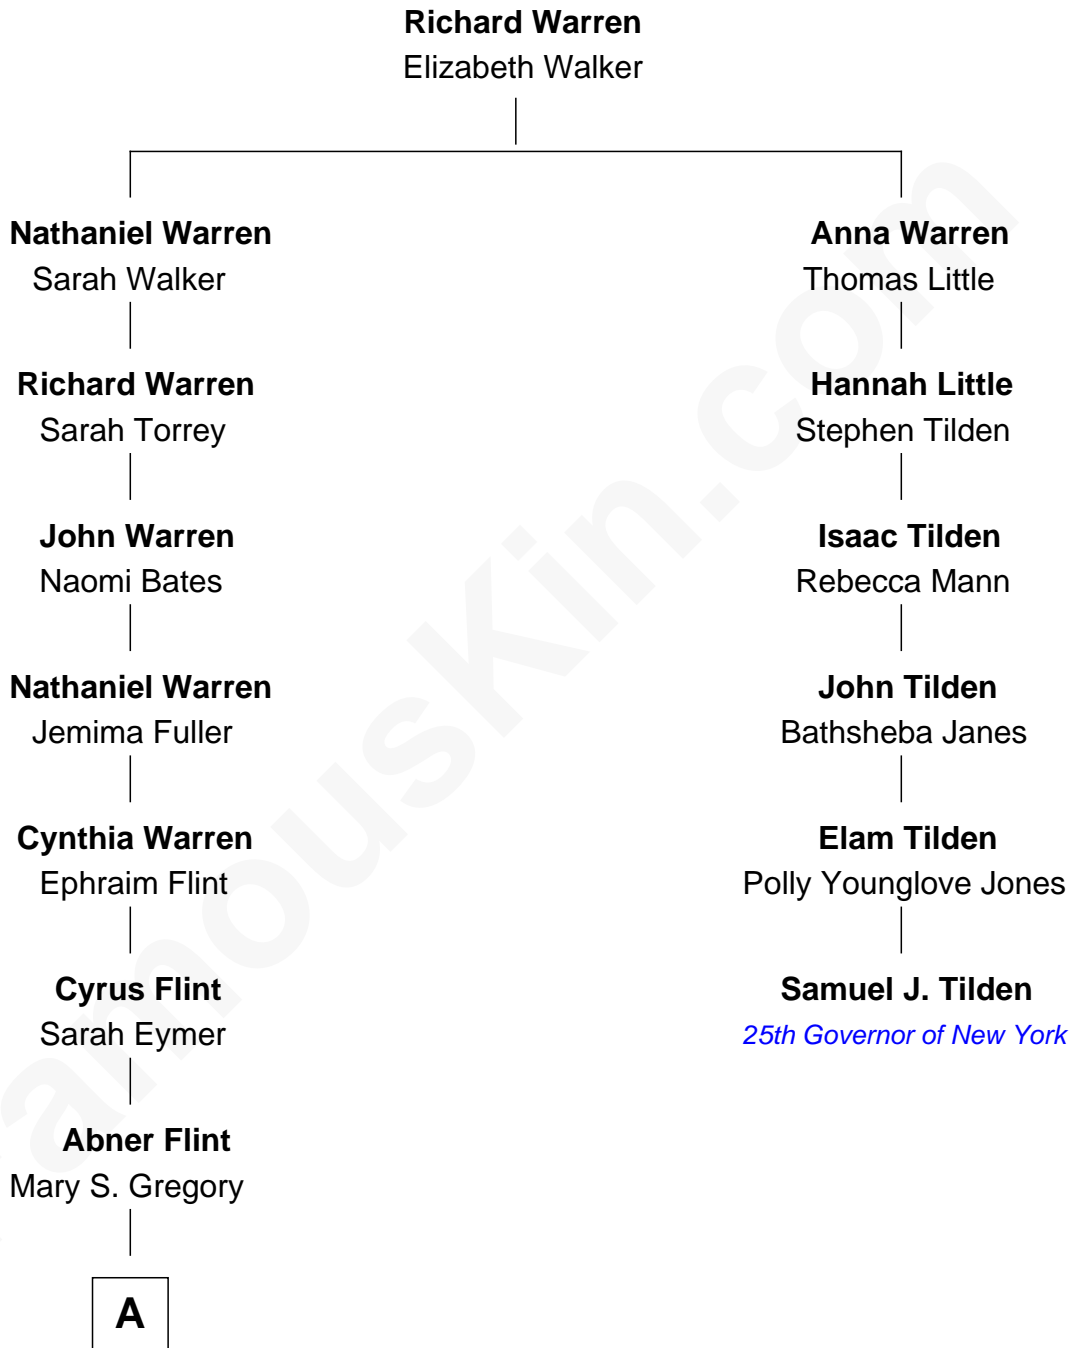 Richard Warren
Elizabeth Walker
Nathaniel Warren
Sarah Walker
Anna Warren
Thomas Little
Richard Warren
Sarah Torrey
Hannah Little
Stephen Tilden
John Warren
Naomi Bates
Isaac Tilden
Rebecca Mann
Nathaniel Warren
Jemima Fuller
John Tilden
Bathsheba Janes
Cynthia Warren
Ephraim Flint
Elam Tilden
Polly Younglove Jones
Cyrus Flint
Sarah Eymer
Samuel J. Tilden
25th Governor of New York
Abner Flint
Mary S. Gregory
A
amousKin.com